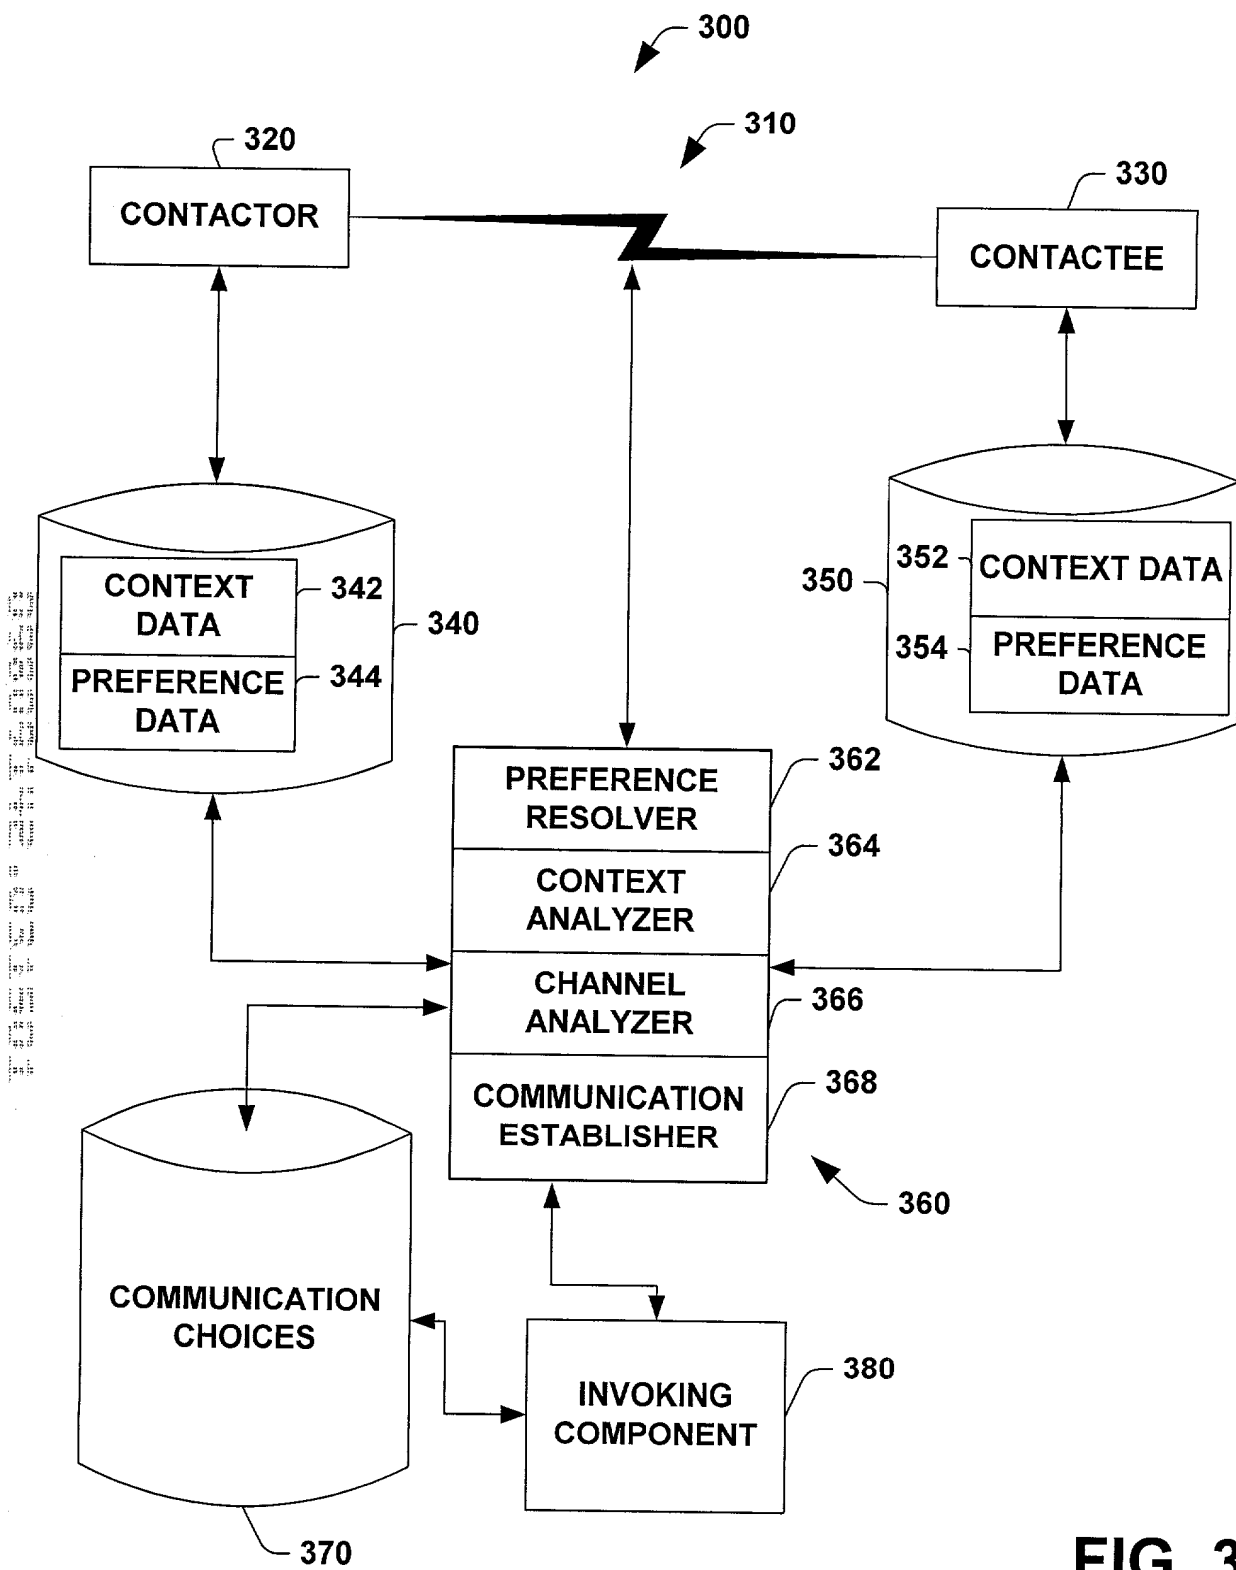 300
310
320
CONTACTOR
330
CONTACTEE
CONTEXT
DATA
342
PREFERENCE
DATA
344
340
350
352
CONTEXT DATA
354
PREFERENCE
DATA
PREFERENCE
RESOLVER
362
CONTEXT
ANALYZER
364
CHANNEL
ANALYZER
366
COMMUNICATION
ESTABLISHER
368
360
COMMUNICATION
CHOICES
370
INVOKING
COMPONENT
380
FIG. 3